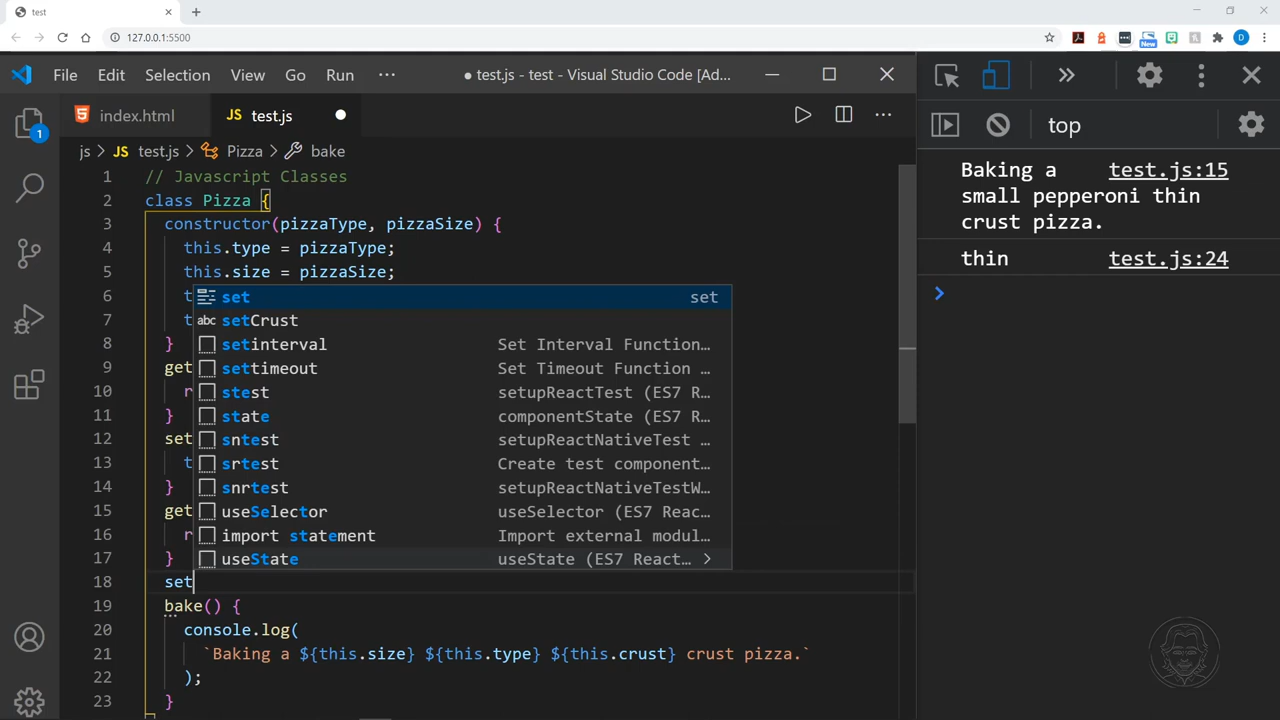 test
127.0.0.1:5500
New
D
File Edit Selection View Go Run ··· ● test.js - test - Visual Studio Code [Ad...
index.html JS test.js
js > JS test.js > Pizza > bake
1 // Javascript Classes
2 class Pizza {
3 constructor(pizzaType, pizzaSize) {
4 this.type = pizzaType;
5 this.size = pizzaSize;
6 t
7 t
8 }
9 get
10 r
11 }
12 set
13 t
14 }
15 get
16 r
17 }
18 set
19 bake() {
20 console.log(
21 `Baking a ${this.size} ${this.type} ${this.crust} crust pizza.`
22 );
23 }
set set
abc setCrust
setinterval Set Interval Function...
settimeout Set Timeout Function ...
stest setupReactTest (ES7 R...
state componentState (ES7 R...
sntest setupReactNativeTest ...
srtest Create test component...
snrtest setupReactNativeTestW...
useSelector useSelector (ES7 Reac...
import statement Import external modul...
useState useState (ES7 React... >
1
top
Baking a test.js:15
small pepperoni thin
crust pizza.
thin test.js:24
>